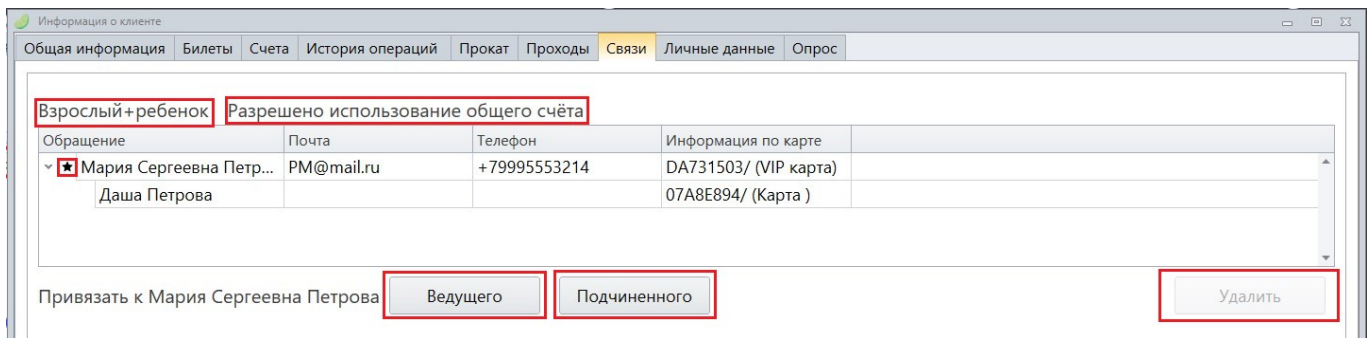 Информация о клиенте
Общая информация Билеты Счета История операций Прокат Проходы Связи Личные данные Опрос
Взрослый+ребенок Разрешено использование общего счёта
Обращение Почта Телефон Информация по карте
Мария Сергеевна Петр... PM@mail.ru +79995553214 DA731503/ (VIP карта)
Даша Петрова 07A8E894/ (Карта )
Привязать к Мария Сергеевна Петрова Ведущего Подчиненного Удалить